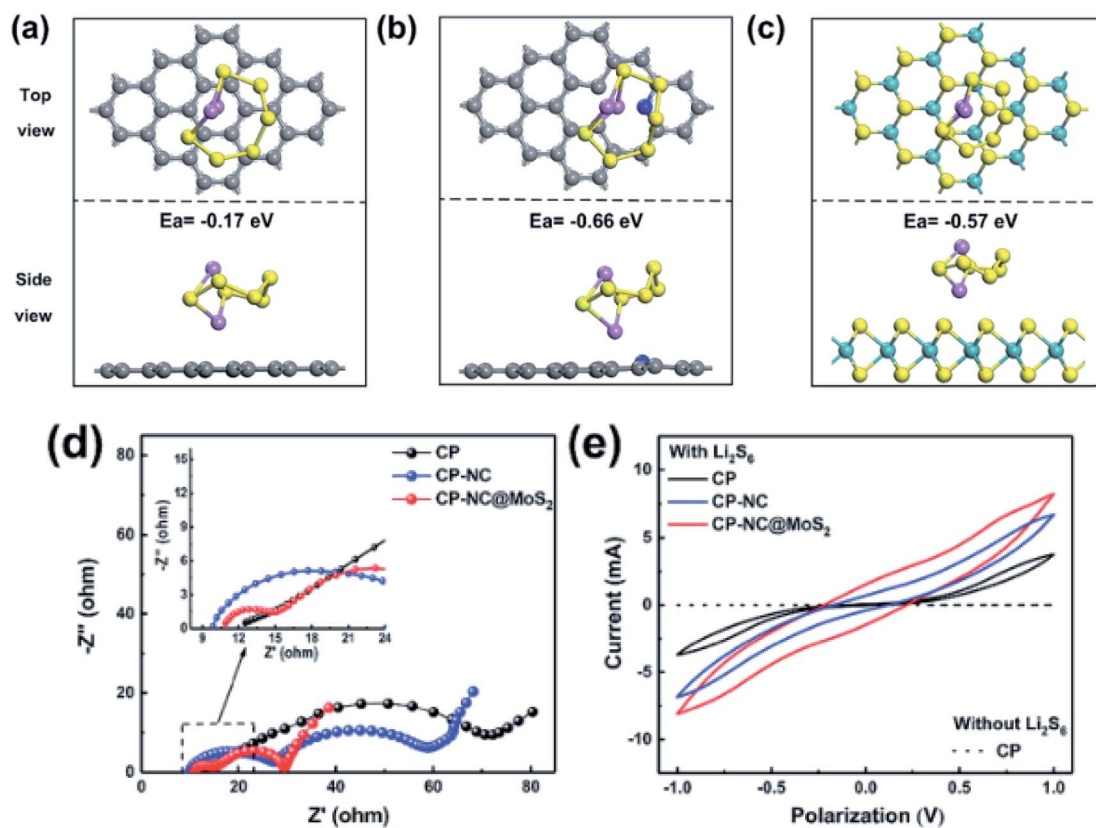 (a)
(b)
(c)
Top
view
Ea= -0.17 eV
Ea= -0.66 eV
Ea= -0.57 eV
Side
view
(d)
80
60
40
20
0
-Z'' (ohm)
0
20
40
60
80
Z' (ohm)
CP
CP-NC
CP-NC@MoS₂
15
12
9
6
3
0
-Z'' (ohm)
9
12
15
18
21
24
Z' (ohm)
(e)
10
5
0
-5
-10
Current (mA)
-1.0
-0.5
0.0
0.5
1.0
Polarization (V)
With Li₂S₆
CP
CP-NC
CP-NC@MoS₂
Without Li₂S₆
CP